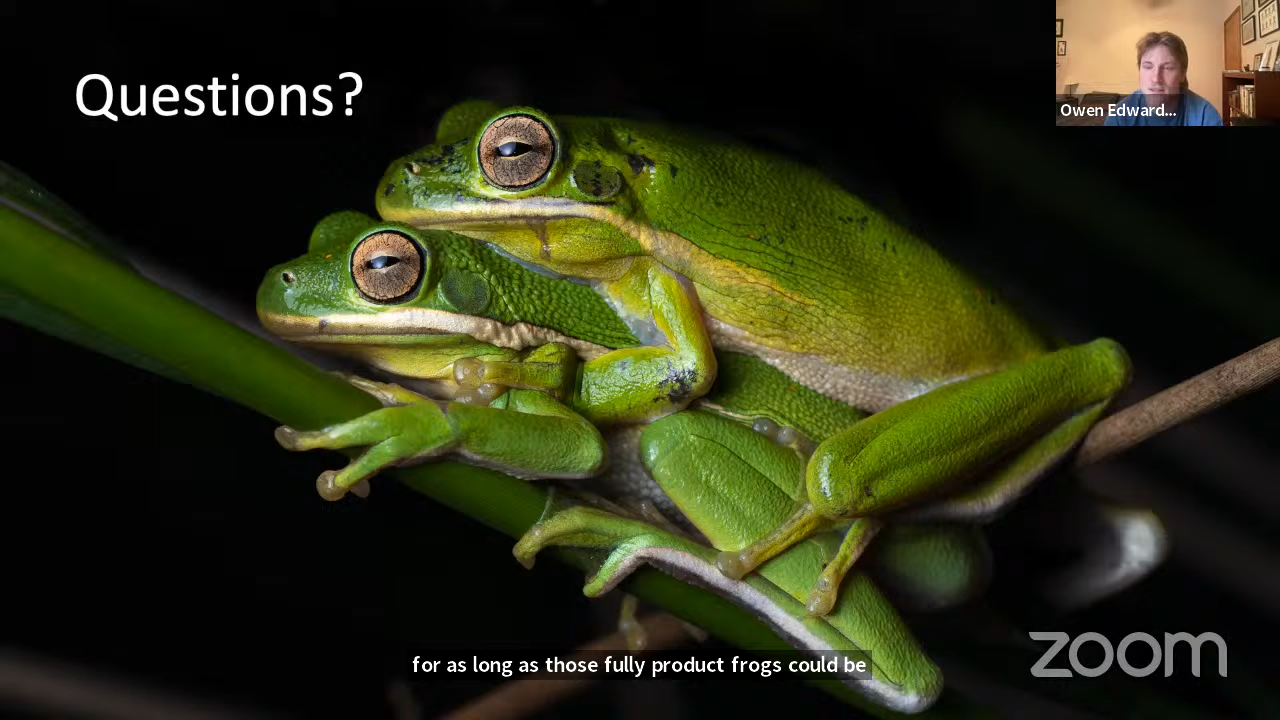 Questions?
Owen Edward...
for as long as those fully product frogs could be
zoom